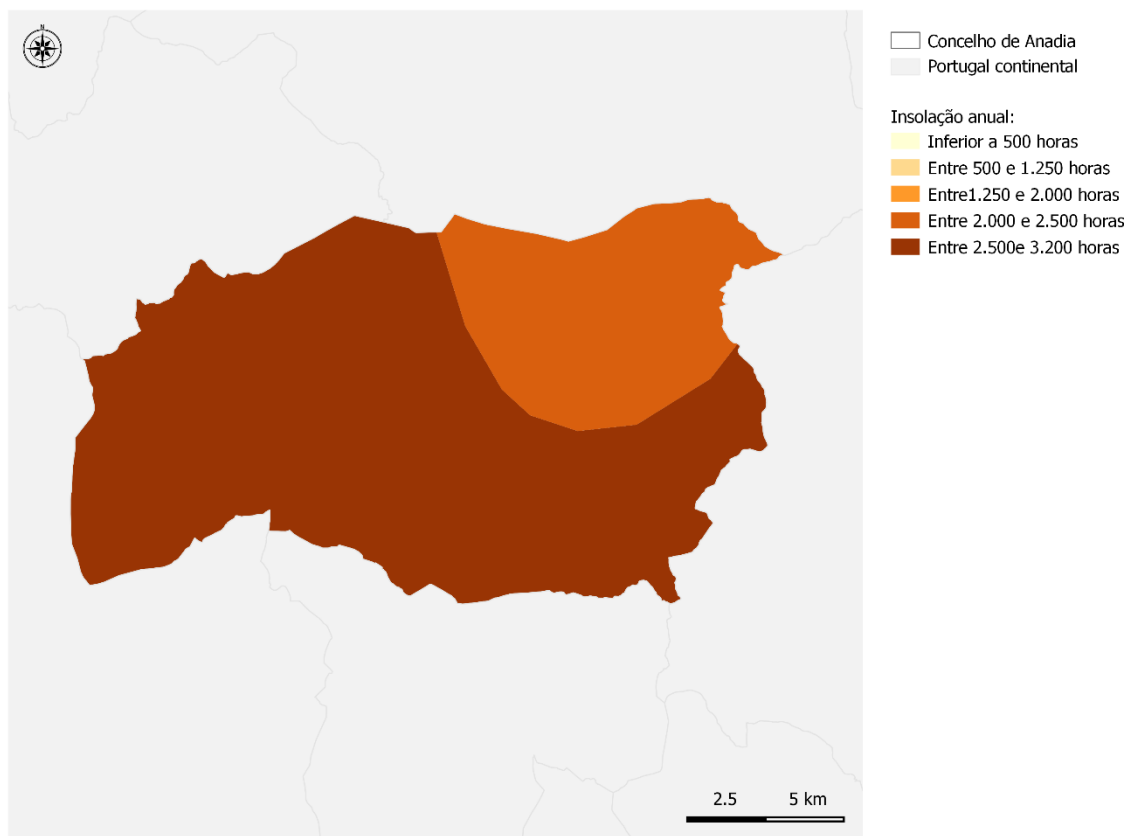 N
Concelho de Anadia
Portugal continental
Insolação anual:
Inferior a 500 horas
Entre 500 e 1.250 horas
Entre1.250 e 2.000 horas
Entre 2.000 e 2.500 horas
Entre 2.500e 3.200 horas
2.5 5 km